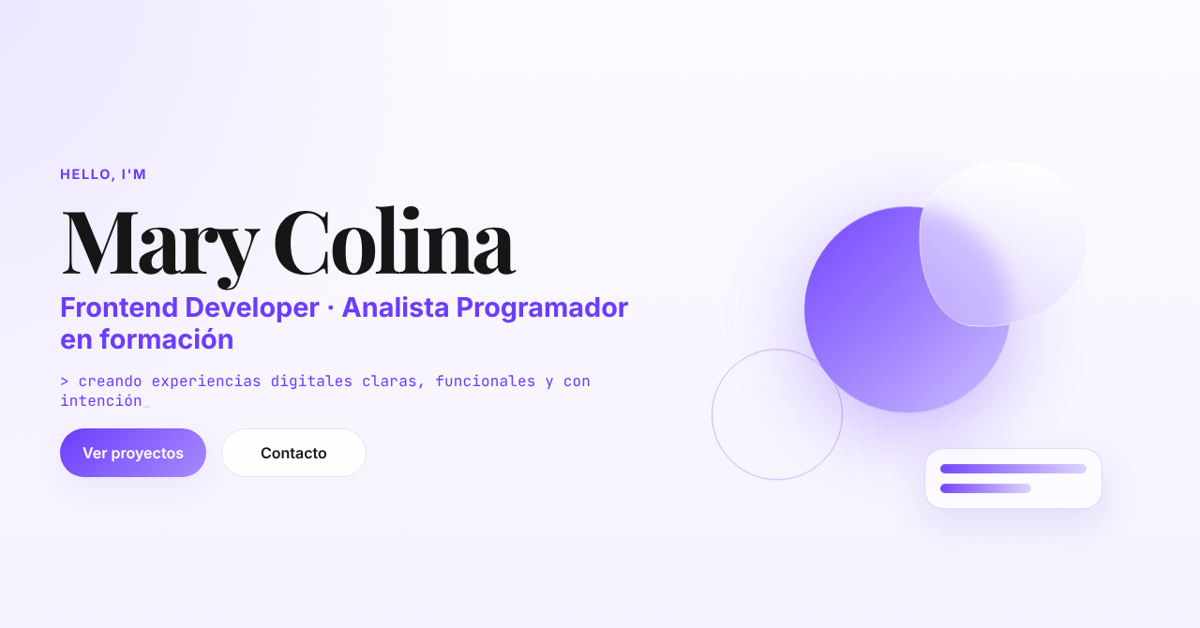 HELLO, I'M
Mary Colina
Frontend Developer · Analista Programador
en formación
> creando experiencias digitales claras, funcionales y con
intención_
Ver proyectos
Contacto